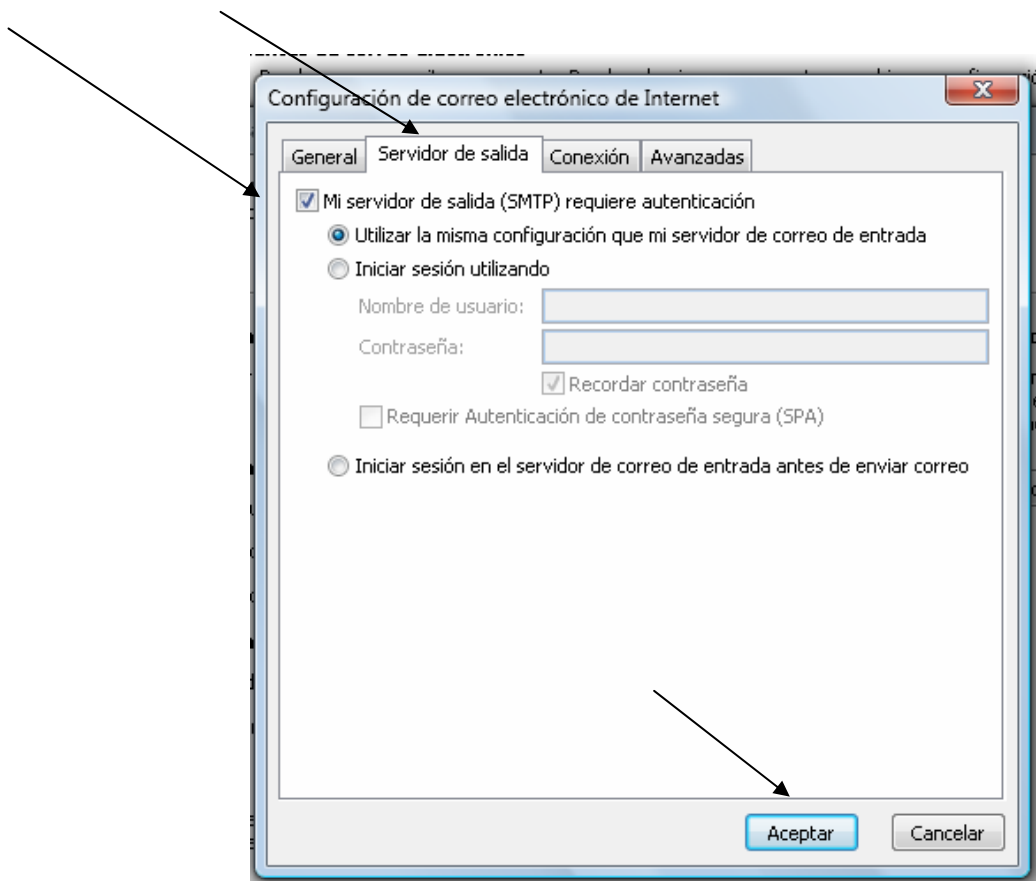 Configuración de correo electrónico de Internet
General Servidor de salida Conexión Avanzadas
Mi servidor de salida (SMTP) requiere autenticación
Utilizar la misma configuración que mi servidor de correo de entrada
Iniciar sesión utilizando
Nombre de usuario:
Contraseña:
Recordar contraseña
Requerir Autenticación de contraseña segura (SPA)
Iniciar sesión en el servidor de correo de entrada antes de enviar correo
Aceptar Cancelar